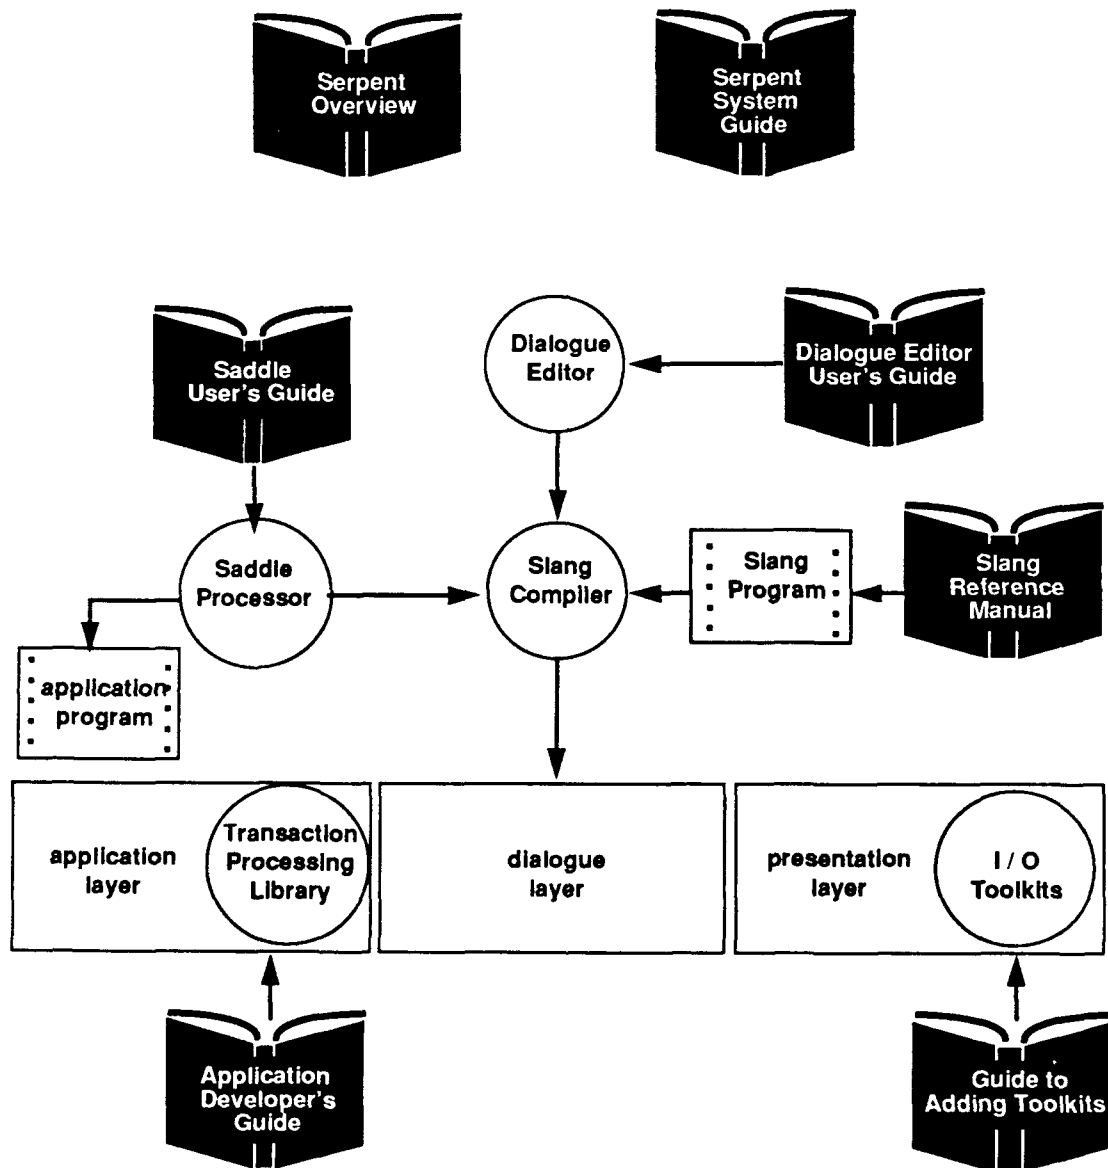 Serpent
Overview
Serpent
System
Guide
Saddle
User's Guide
Dialogue
Editor
Dialogue Editor
User's Guide
Saddle
Processor
Slang
Compiler
Slang
Program
Slang
Reference
Manual
application
program
application
layer
Transaction
Processing
Library
dialogue
layer
presentation
layer
I / O
Toolkits
Application
Developer's
Guide
Guide to
Adding Toolkits